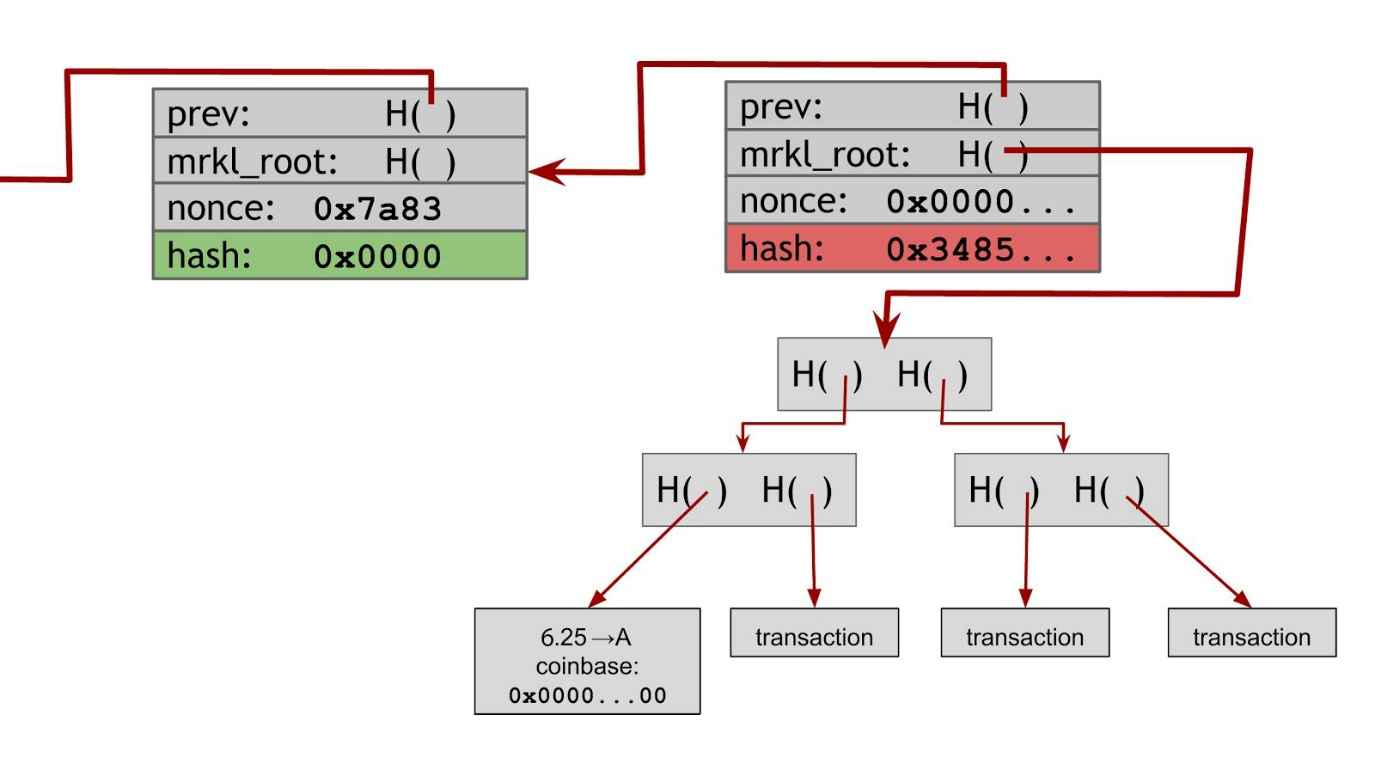 prev: H( )
mrkl_root: H( )
nonce: 0x7a83
hash: 0x0000
prev: H( )
mrkl_root: H( )
nonce: 0x0000...
hash: 0x3485...
H( ) H( )
H( ) H( )
H( ) H( )
6.25→A
coinbase:
0x0000...00
transaction
transaction
transaction